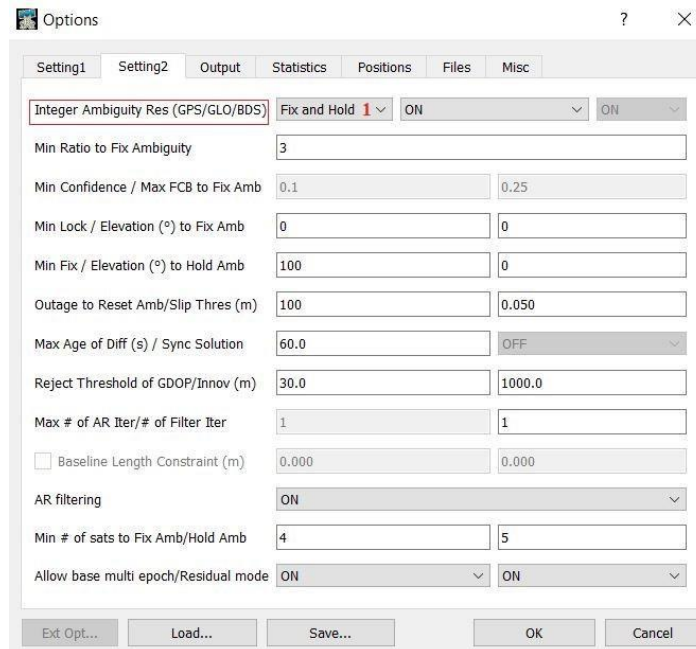 Options ? ✕
Setting1 Setting2 Output Statistics Positions Files Misc
Integer Ambiguity Res (GPS/GLO/BDS) Fix and Hold 1 ON ON
Min Ratio to Fix Ambiguity 3
Min Confidence / Max FCB to Fix Amb 0.1 0.25
Min Lock / Elevation (°) to Fix Amb 0 0
Min Fix / Elevation (°) to Hold Amb 100 0
Outage to Reset Amb/Slip Thres (m) 100 0.050
Max Age of Diff (s) / Sync Solution 60.0 OFF
Reject Threshold of GDOP/Innov (m) 30.0 1000.0
Max # of AR Iter/# of Filter Iter 1 1
Baseline Length Constraint (m) 0.000 0.000
AR filtering ON
Min # of sats to Fix Amb/Hold Amb 4 5
Allow base multi epoch/Residual mode ON ON
Ext Opt... Load... Save... OK Cancel